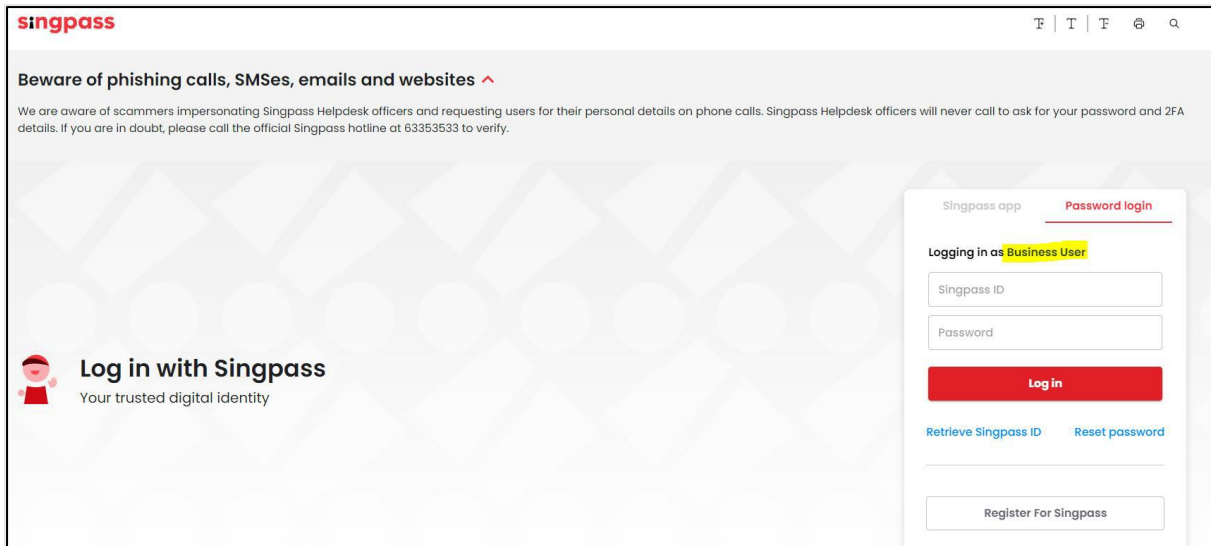 singpass
T+ | T | T-
Beware of phishing calls, SMSes, emails and websites
We are aware of scammers impersonating Singpass Helpdesk officers and requesting users for their personal details on phone calls. Singpass Helpdesk officers will never call to ask for your password and 2FA
details. If you are in doubt, please call the official Singpass hotline at 63353533 to verify.
Singpass app Password login
Logging in as Business User
Singpass ID
Password
Log in with Singpass
Your trusted digital identity
Log in
Retrieve Singpass ID Reset password
Register For Singpass